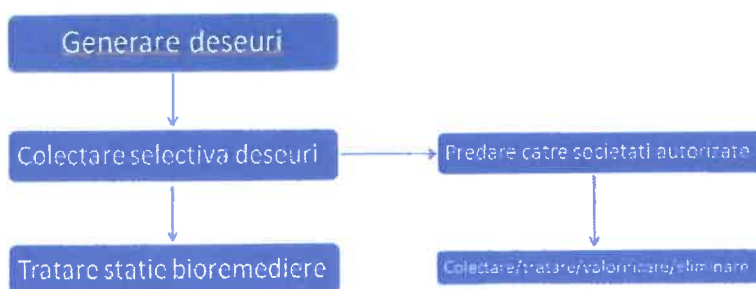 Generare deseuri
Colectare selectiva deseuri
Predare catre societati autorizate
Tratare static bioremediere
Colectare/tratare/valorificare/eliminare